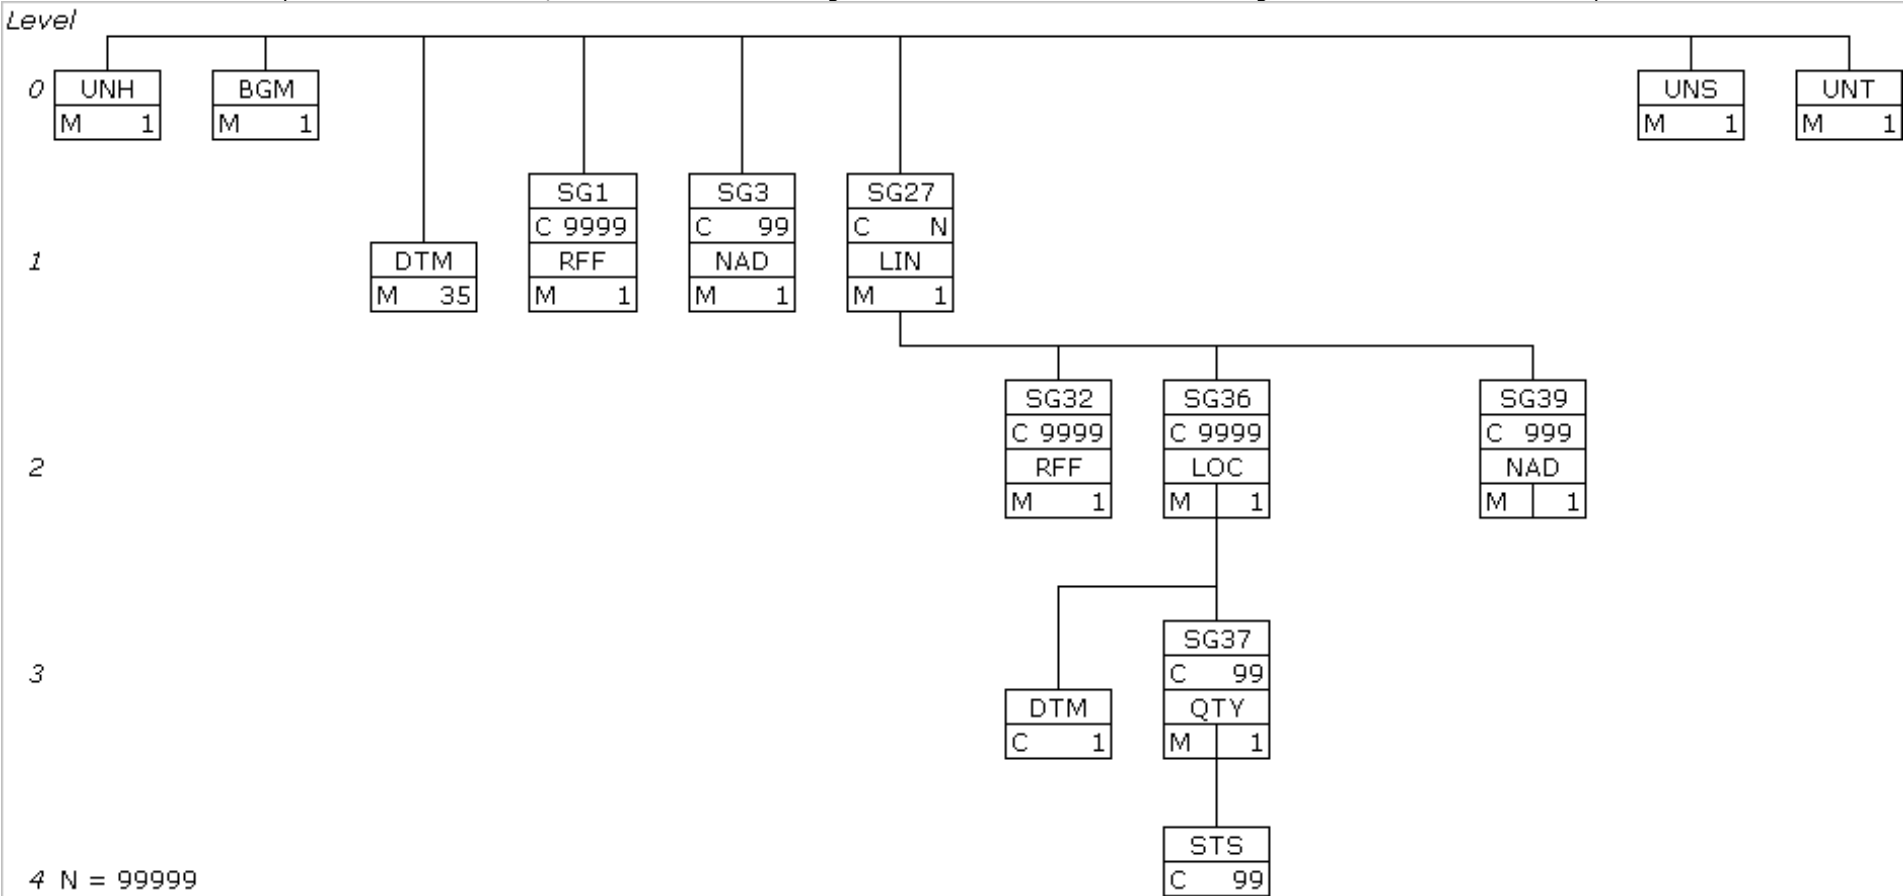 Level
0 UNH BGM UNS UNT
M 1 M 1 M 1 M 1
SG1 SG3 SG27
C 9999 C 99 C N
1 DTM RFF NAD LIN
M 35 M 1 M 1 M 1
SG32 SG36 SG39
C 9999 C 9999 C 999
2 RFF LOC NAD
M 1 M 1 M 1
SG37
3 C 99
DTM QTY
C 1 M 1
STS
4 N = 99999 C 99